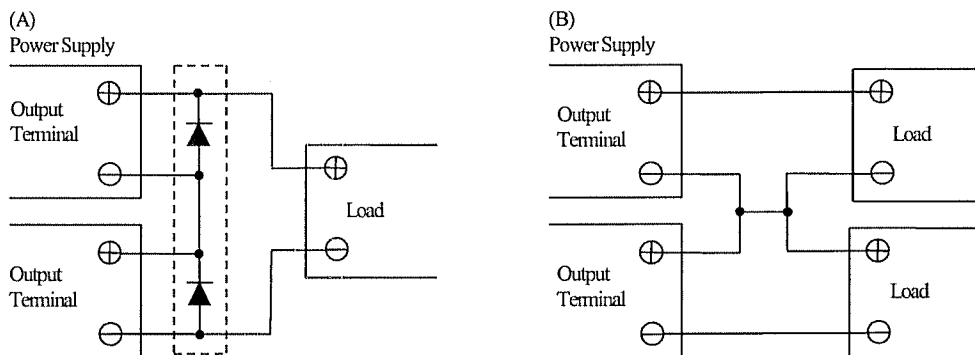 (A)
Power Supply
Output
Terminal
Output
Terminal
Load
(B)
Power Supply
Output
Terminal
Output
Terminal
Load
Load